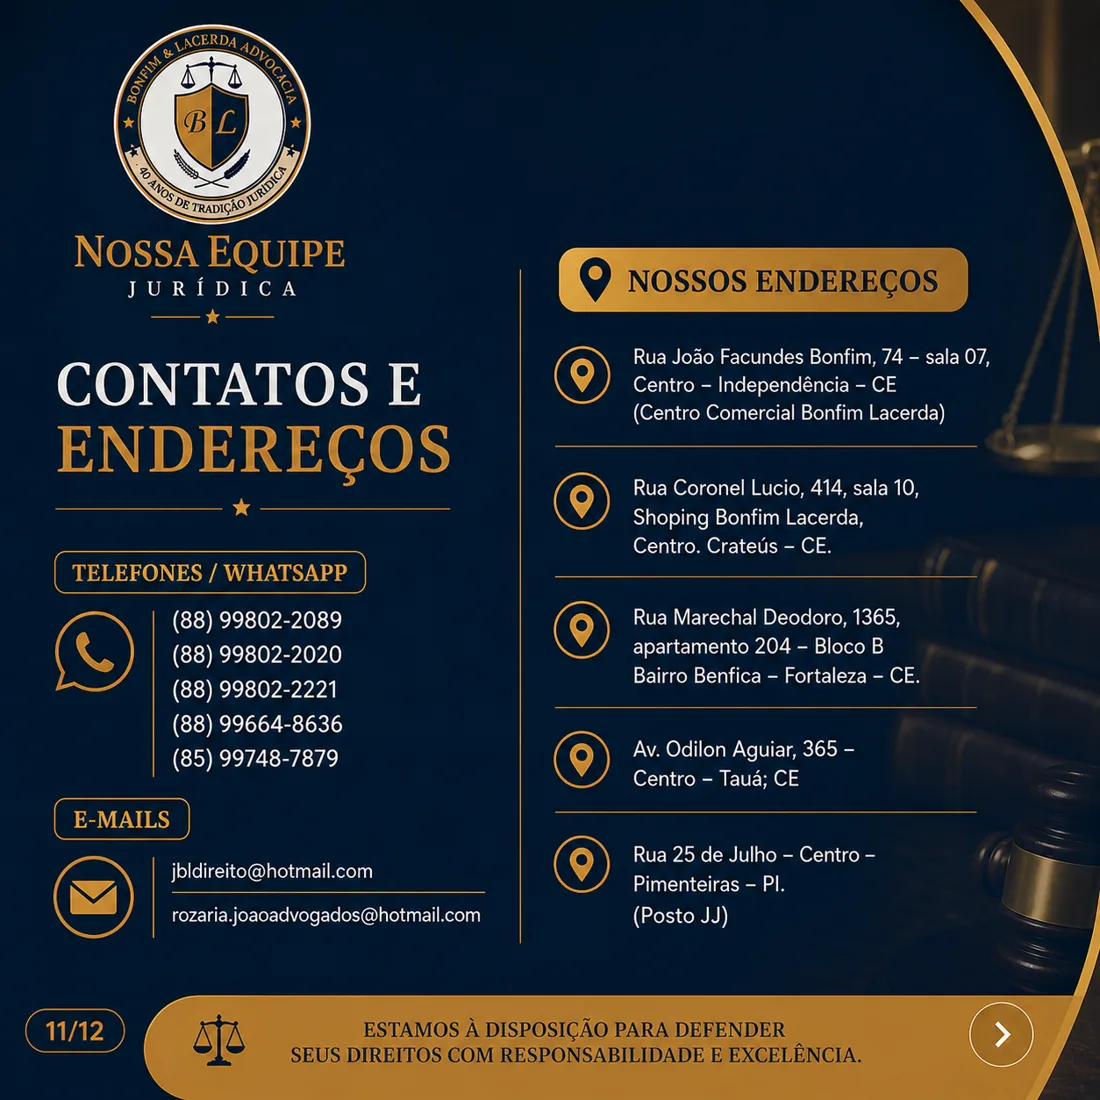 BONFIM & LACERDA ADVOCACIA
B L
40 ANOS DE TRADIÇÃO JURÍDICA
NOSSA EQUIPE
JURÍDICA
CONTATOS E
ENDEREÇOS
TELEFONES / WHATSAPP
(88) 99802-2089
(88) 99802-2020
(88) 99802-2221
(88) 99664-8636
(85) 99748-7879
E-MAILS
jbldireito@hotmail.com
rozaria.joaoadvogados@hotmail.com
NOSSOS ENDEREÇOS
Rua João Facundes Bonfim, 74 – sala 07,
Centro – Independência – CE
(Centro Comercial Bonfim Lacerda)
Rua Coronel Lucio, 414, sala 10,
Shoping Bonfim Lacerda,
Centro. Crateús – CE.
Rua Marechal Deodoro, 1365,
apartamento 204 – Bloco B
Bairro Benfica – Fortaleza – CE.
Av. Odilon Aguiar, 365 –
Centro – Tauá; CE
Rua 25 de Julho – Centro –
Pimenteiras – PI.
(Posto JJ)
11/12
ESTAMOS À DISPOSIÇÃO PARA DEFENDER
SEUS DIREITOS COM RESPONSABILIDADE E EXCELÊNCIA.